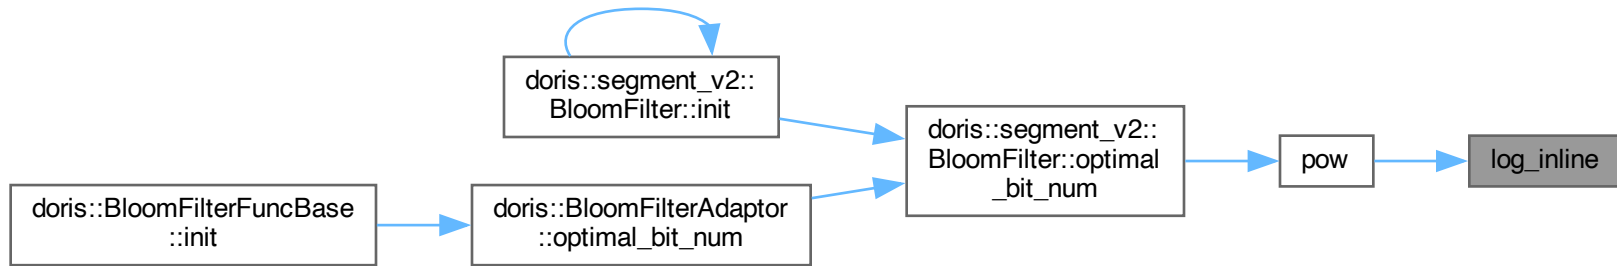 doris::segment_v2::
BloomFilter::init
doris::BloomFilterFuncBase
::init
doris::BloomFilterAdaptor
::optimal_bit_num
doris::segment_v2::
BloomFilter::optimal
_bit_num
pow
log_inline